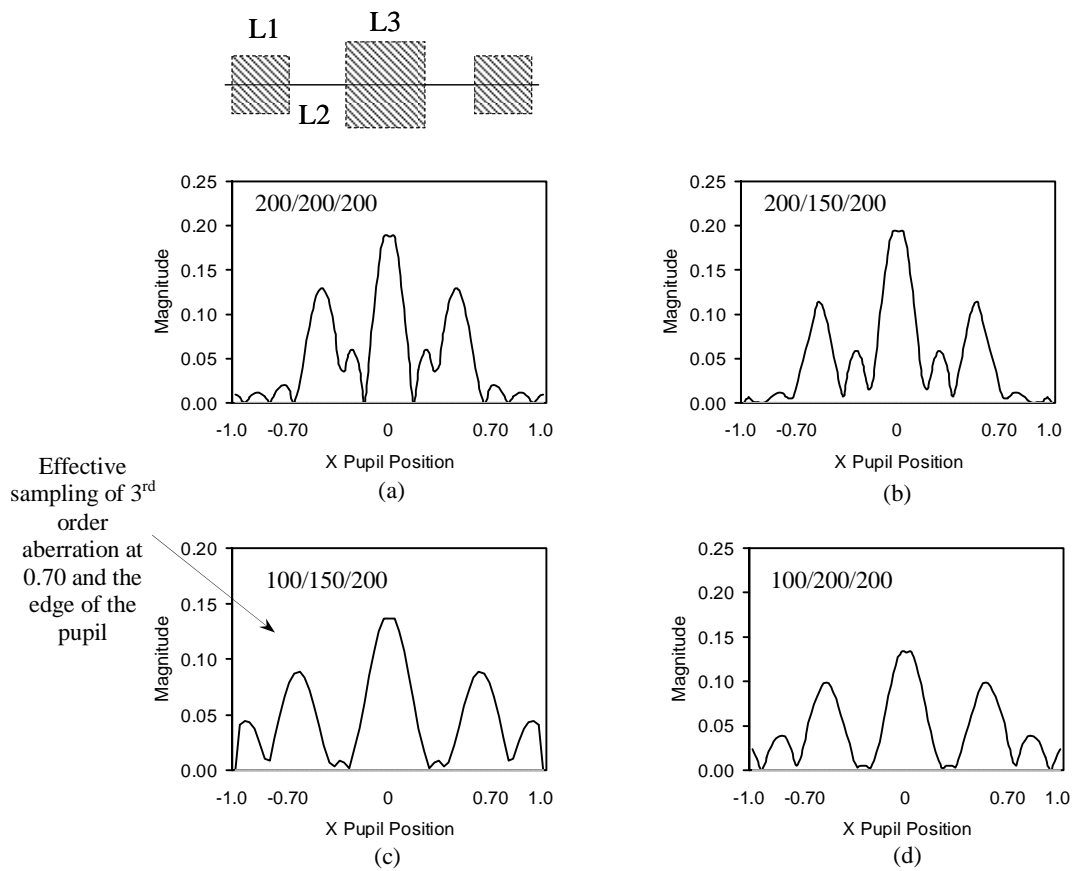 L1
L3
L2
200/200/200
0.25
0.20
0.15
0.10
0.05
0.00
Magnitude
-1.0 -0.70 0 0.70 1.0
X Pupil Position
(a)
200/150/200
0.25
0.20
0.15
0.10
0.05
0.00
Magnitude
-1.0 -0.70 0 0.70 1.0
X Pupil Position
(b)
Effective
sampling of 3rd
order
aberration at
0.70 and the
edge of the
pupil
100/150/200
0.20
0.15
0.10
0.05
0.00
Magnitude
-1.0 -0.70 0 0.70 1.0
X Pupil Position
(c)
100/200/200
0.25
0.20
0.15
0.10
0.05
0.00
Magnitude
-1.0 -0.70 0 0.70 1.0
X Pupil Position
(d)